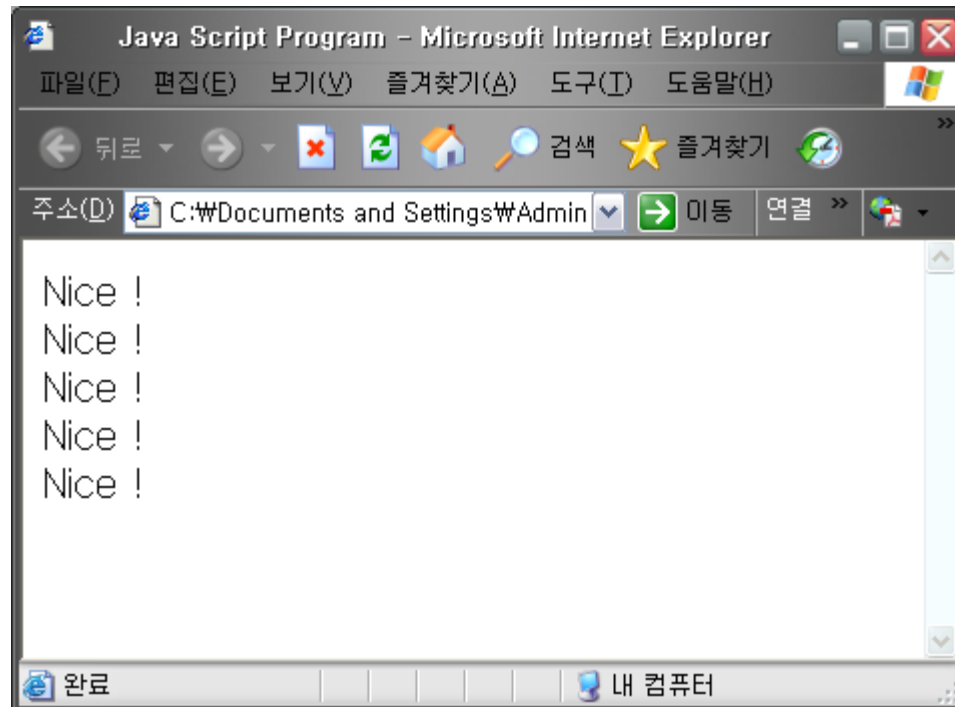 Java Script Program - Microsoft Internet Explorer
파일(F) 편집(E) 보기(V) 즐겨찾기(A) 도구(T) 도움말(H)
뒤로 검색 즐겨찾기 »
주소(D) C:₩Documents and Settings₩Admin 이동 연결 »
Nice !
Nice !
Nice !
Nice !
Nice !
완료 내 컴퓨터